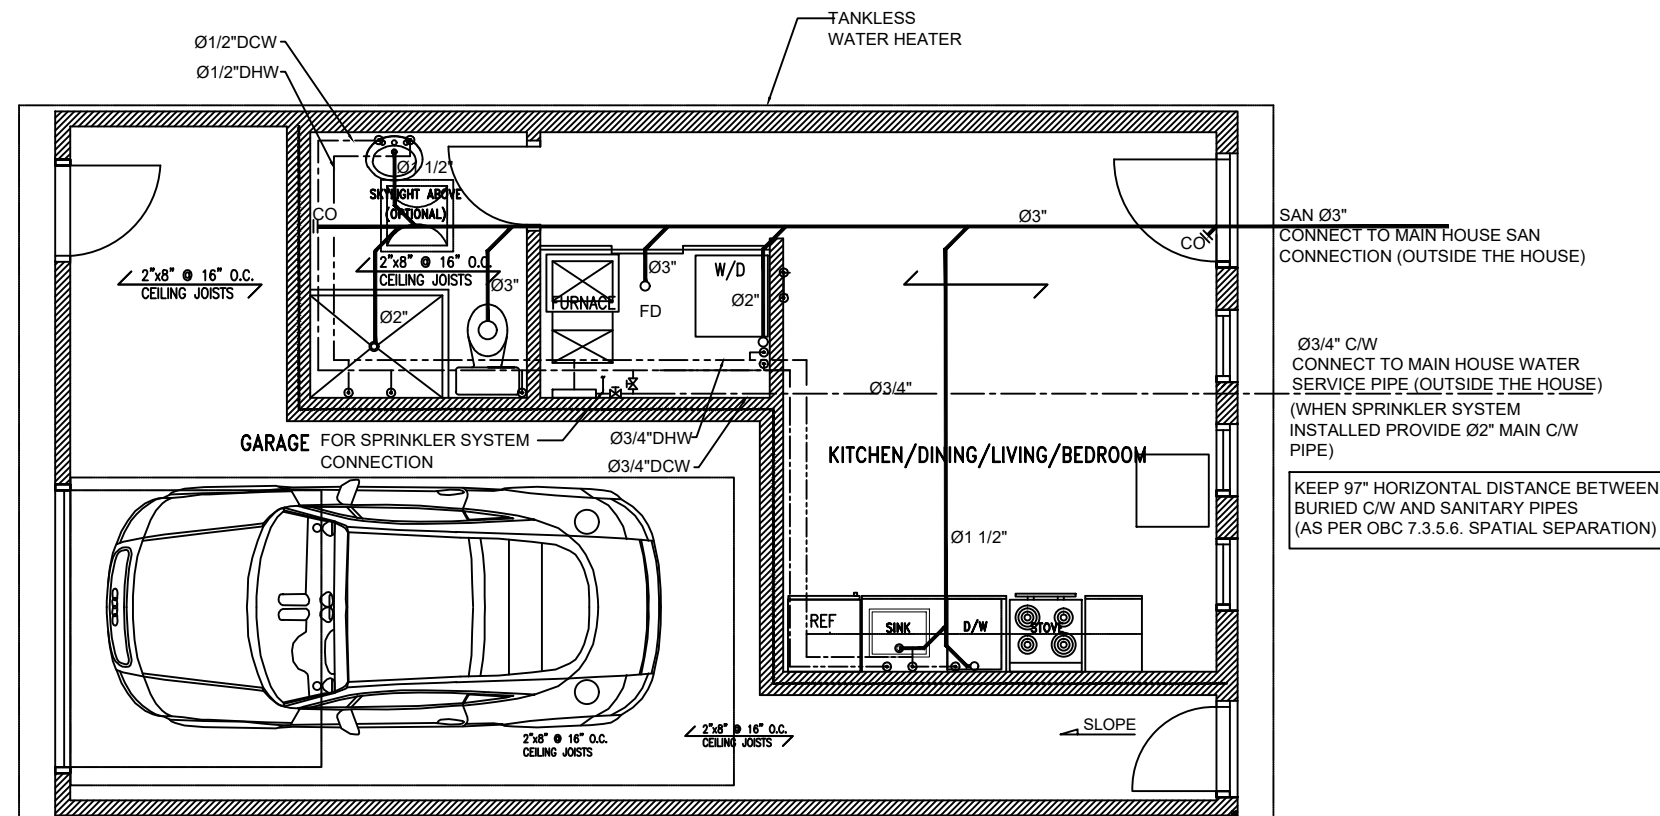 TANKLESS
WATER HEATER
Ø1/2"DCW
Ø1/2"DHW
Ø1 1/2"
SKYLIGHT ABOVE
(OPTIONAL)
CO
Ø3"
CO
SAN Ø3"
CONNECT TO MAIN HOUSE SAN
CONNECTION (OUTSIDE THE HOUSE)
2"x8" @ 16" O.C.
CEILING JOISTS
2"x8" @ 16" O.C.
CEILING JOISTS
Ø3"
Ø3"
W/D
FURNACE
FD
Ø2"
Ø2"
Ø3/4" C/W
CONNECT TO MAIN HOUSE WATER
SERVICE PIPE (OUTSIDE THE HOUSE)
(WHEN SPRINKLER SYSTEM
INSTALLED PROVIDE Ø2" MAIN C/W
PIPE)
Ø3/4"
GARAGE
FOR SPRINKLER SYSTEM
CONNECTION
Ø3/4"DHW
Ø3/4"DCW
KITCHEN/DINING/LIVING/BEDROOM
KEEP 97" HORIZONTAL DISTANCE BETWEEN
BURIED C/W AND SANITARY PIPES
(AS PER OBC 7.3.5.6. SPATIAL SEPARATION)
Ø1 1/2"
REF.
SINK
D/W
STOVE
2"x8" @ 16" O.C.
CEILING JOISTS
2"x8" @ 16" O.C.
CEILING JOISTS
SLOPE